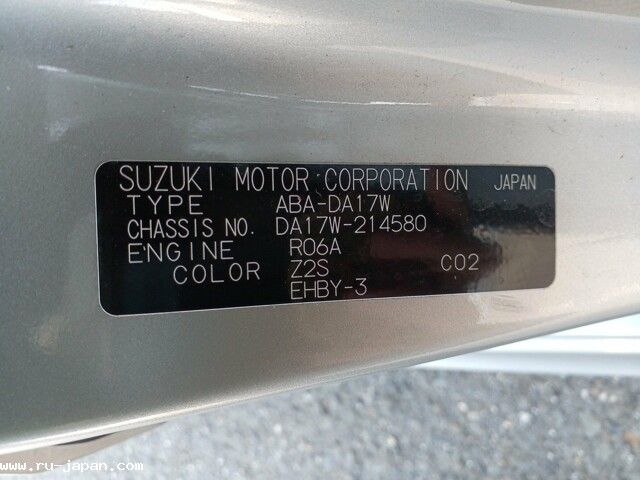 SUZUKI MOTOR CORPORATION JAPAN
TYPE ABA-DA17W
CHASSIS NO. DA17W-214580
ENGINE R06A
COLOR Z2S C02
EHBY-3
www.ru-japan.com